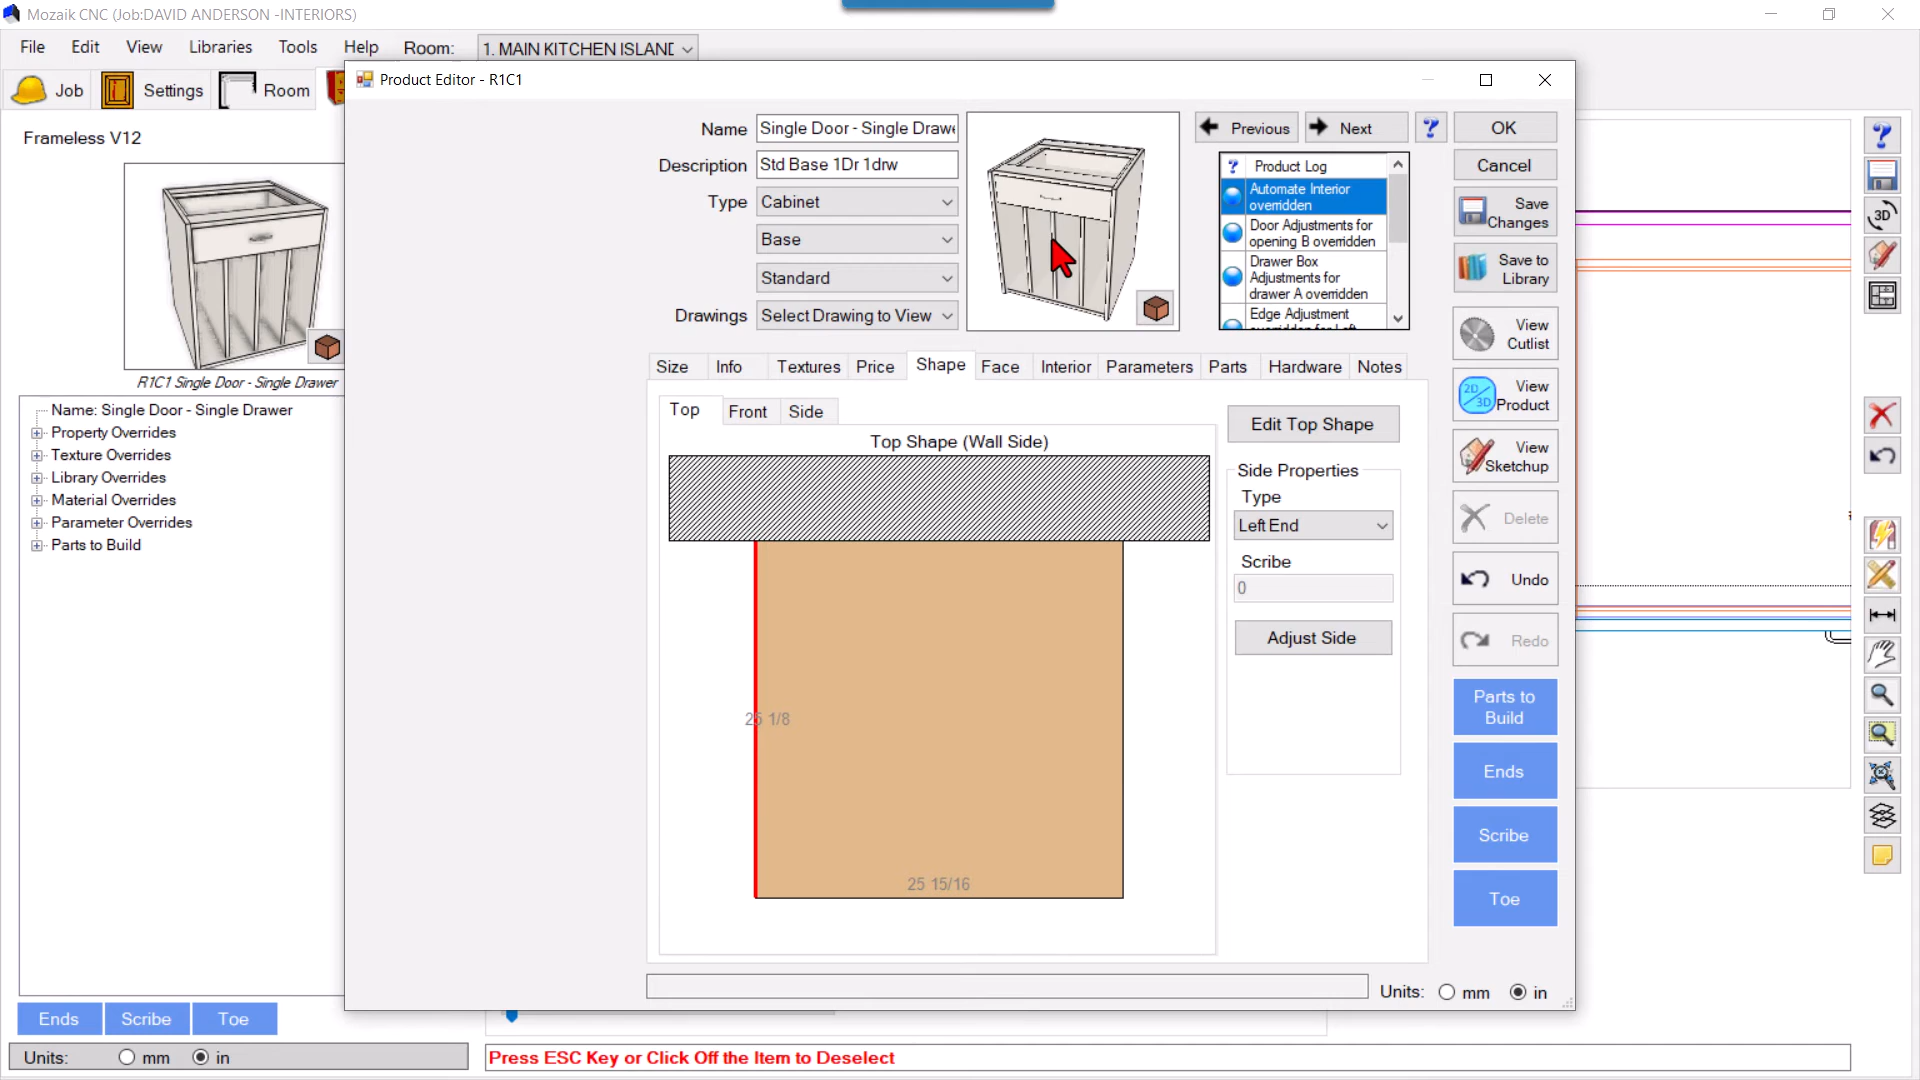 Mozaik CNC (Job:DAVID ANDERSON -INTERIORS)
File Edit View Libraries Tools Help Room: 1. MAIN KITCHEN ISLAND
Job Settings Room
Product Editor - R1C1
Frameless V12
R1C1 Single Door - Single Drawer
Name: Single Door - Single Drawer
Property Overrides
Texture Overrides
Library Overrides
Material Overrides
Parameter Overrides
Parts to Build
Ends Scribe Toe
Units: mm in
Name Single Door - Single Drawe
Description Std Base 1Dr 1drw
Type Cabinet
Base
Standard
Drawings Select Drawing to View
Previous Next ?
? Product Log
Automate Interior
overridden
Door Adjustments for
opening B overridden
Drawer Box
Adjustments for
drawer A overridden
Edge Adjustment
overridden for Left
OK
Cancel
Save
Changes
Save to
Library
View
Cutlist
2D/3D
View
Product
View
Sketchup
Delete
Undo
Redo
Parts to
Build
Ends
Scribe
Toe
Size Info Textures Price Shape Face Interior Parameters Parts Hardware Notes
Top Front Side
Top Shape (Wall Side)
25 1/8
25 15/16
Edit Top Shape
Side Properties
Type
Left End
Scribe
0
Adjust Side
Units: mm in
Press ESC Key or Click Off the Item to Deselect
?
3D